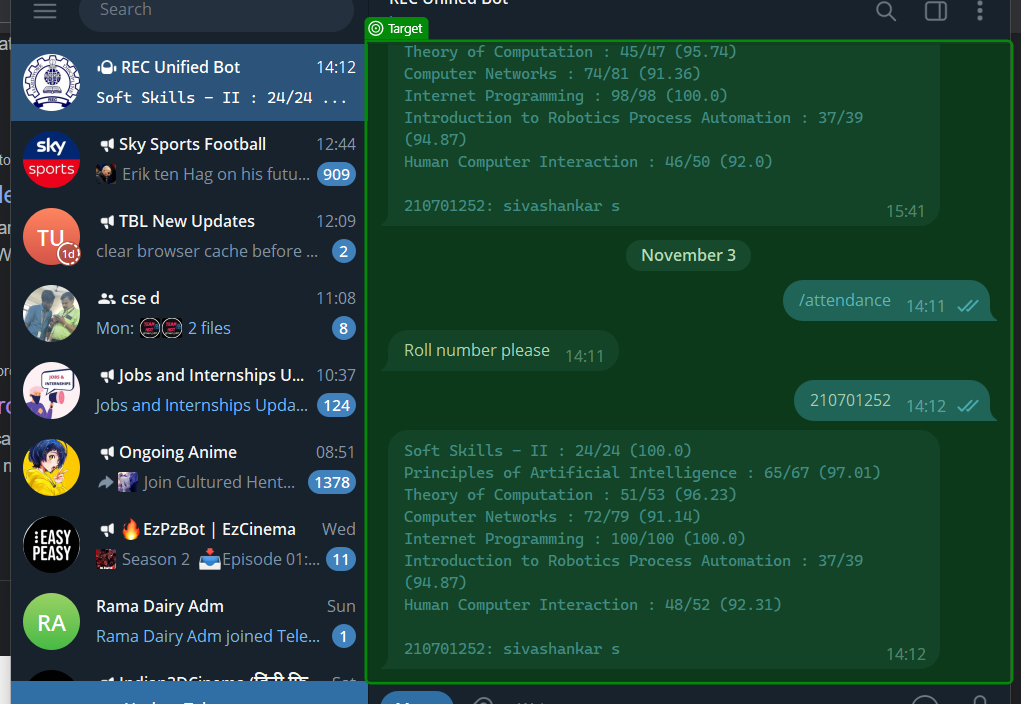 Search
REC Unified Bot
Target
REC Unified Bot 14:12
Soft Skills – II : 24/24 ...
sky sports
Sky Sports Football 12:44
Erik ten Hag on his futu... 909
TU 1d
TBL New Updates 12:09
clear browser cache before ... 2
cse d 11:08
Mon: 2 files 8
JOBS & INTERNSHIPS
Jobs and Internships U... 10:37
Jobs and Internships Upda... 124
Ongoing Anime 08:51
Join Cultured Hent... 1378
EASY PEASY
EzPzBot | EzCinema Wed
Season 2 Episode 01:... 11
RA
Rama Dairy Adm Sun
Rama Dairy Adm joined Tele... 1
Theory of Computation : 45/47 (95.74)
Computer Networks : 74/81 (91.36)
Internet Programming : 98/98 (100.0)
Introduction to Robotics Process Automation : 37/39
(94.87)
Human Computer Interaction : 46/50 (92.0)
210701252: sivashankar s
15:41
November 3
/attendance 14:11
Roll number please 14:11
210701252 14:12
Soft Skills – II : 24/24 (100.0)
Principles of Artificial Intelligence : 65/67 (97.01)
Theory of Computation : 51/53 (96.23)
Computer Networks : 72/79 (91.14)
Internet Programming : 100/100 (100.0)
Introduction to Robotics Process Automation : 37/39
(94.87)
Human Computer Interaction : 48/52 (92.31)
210701252: sivashankar s
14:12